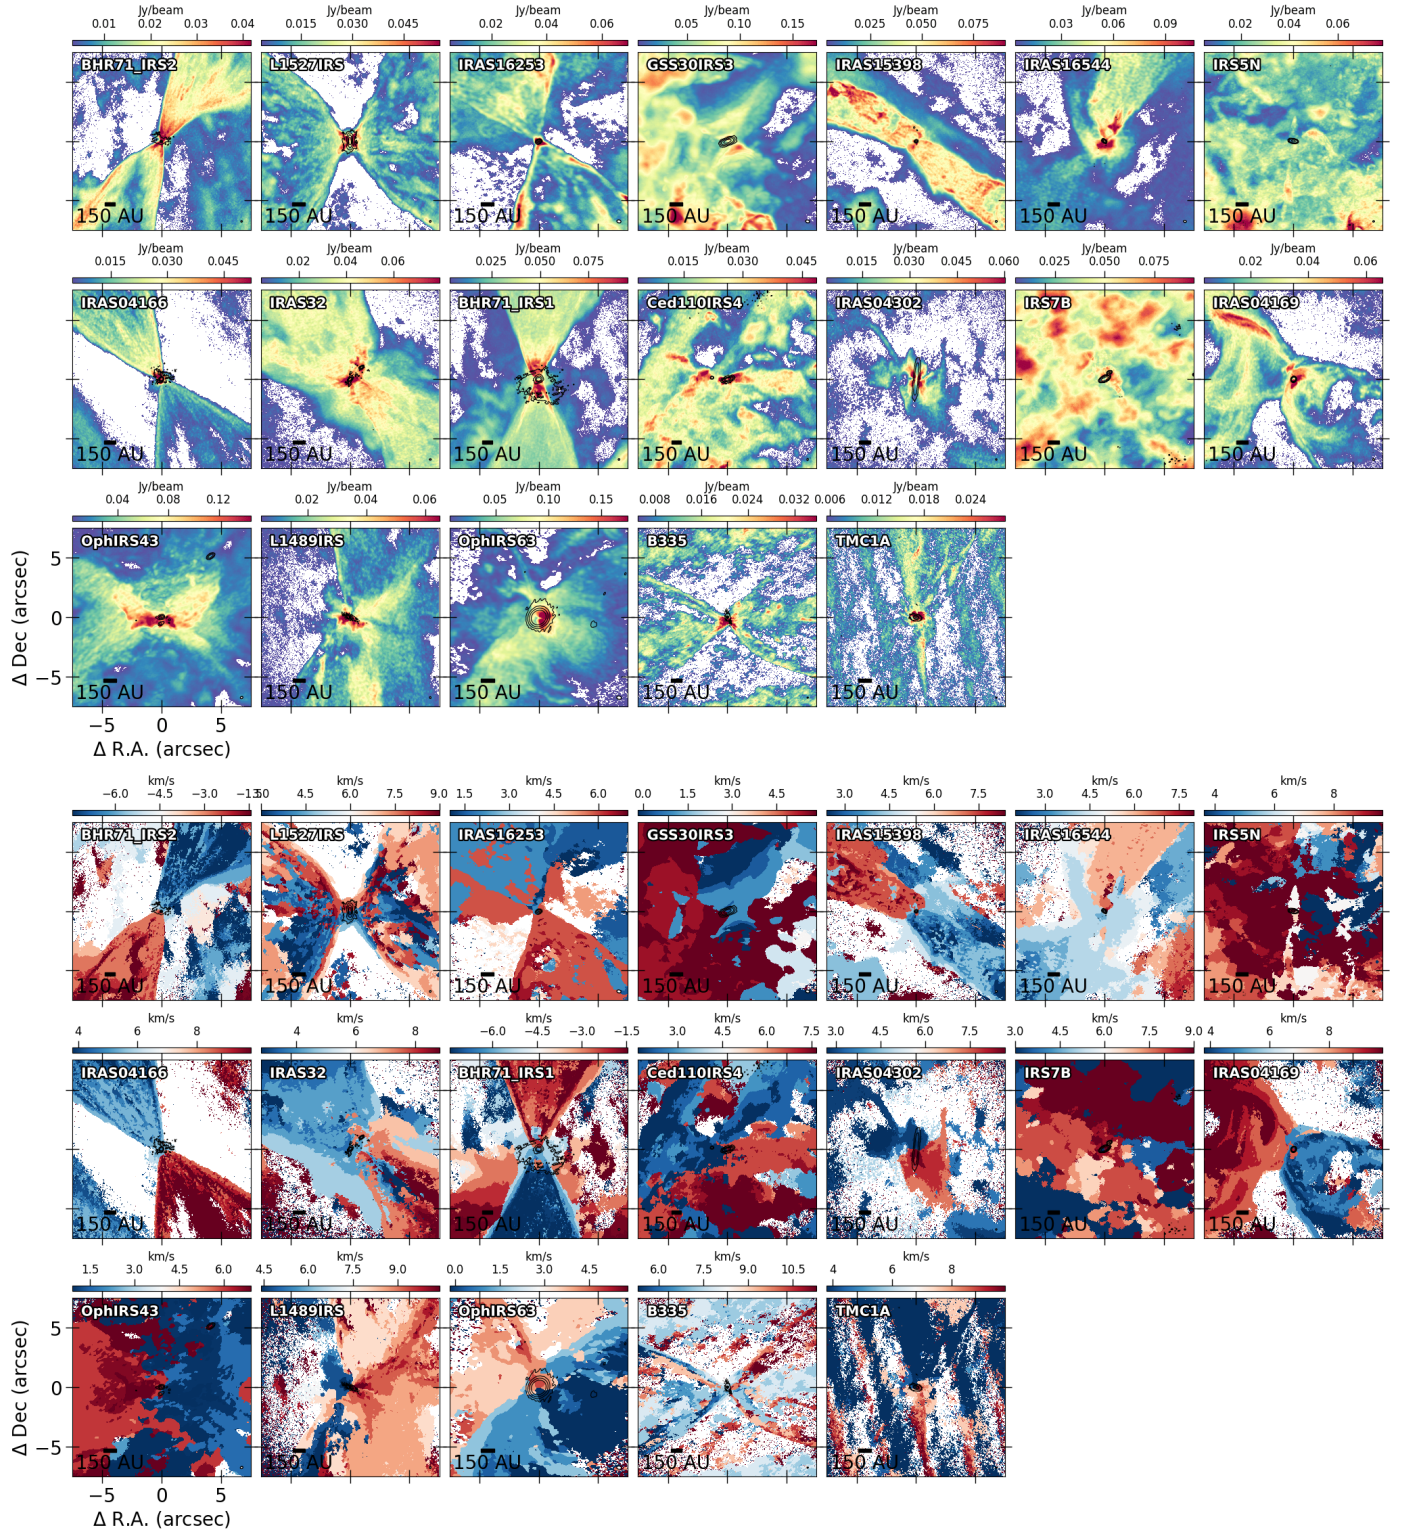 Jy/beam Jy/beam Jy/beam Jy/beam Jy/beam Jy/beam Jy/beam
0.01 0.02 0.03 0.04 0.015 0.030 0.045 0.02 0.04 0.06 0.05 0.10 0.15 0.025 0.050 0.075 0.03 0.06 0.09 0.02 0.04 0.06
BHR71_IRS2 L1527IRS IRAS16253 GSS30IRS3 IRAS15398 IRAS16544 IRS5N
150 AU 150 AU 150 AU 150 AU 150 AU 150 AU 150 AU
Jy/beam Jy/beam Jy/beam Jy/beam Jy/beam Jy/beam Jy/beam
0.015 0.030 0.045 0.02 0.04 0.06 0.025 0.050 0.075 0.015 0.030 0.045 0.015 0.030 0.045 0.060 0.025 0.050 0.075 0.02 0.04 0.06
IRAS04166 IRAS32 BHR71_IRS1 Ced110IRS4 IRAS04302 IRS7B IRAS04169
150 AU 150 AU 150 AU 150 AU 150 AU 150 AU 150 AU
Jy/beam Jy/beam Jy/beam Jy/beam Jy/beam
0.04 0.08 0.12 0.02 0.04 0.06 0.05 0.10 0.15 0.008 0.016 0.024 0.032 0.006 0.012 0.018 0.024
OphIRS43 L1489IRS OphIRS63 B335 TMC1A
5
0
−5
Δ Dec (arcsec)
150 AU 150 AU 150 AU 150 AU 150 AU
−5 0 5
Δ R.A. (arcsec)
km/s km/s km/s km/s km/s km/s km/s
−6.0 −4.5 −3.0 4.5 6.0 7.5 9.0 1.5 3.0 4.5 6.0 0.0 1.5 3.0 4.5 3.0 4.5 6.0 7.5 3.0 4.5 6.0 7.5 4 6 8
BHR71_IRS2 L1527IRS IRAS16253 GSS30IRS3 IRAS15398 IRAS16544 IRS5N
150 AU 150 AU 150 AU 150 AU 150 AU 150 AU 150 AU
km/s km/s km/s km/s km/s km/s km/s
4 6 8 4 6 8 −6.0 −4.5 −3.0 −1.5 3.0 4.5 6.0 7.5 3.0 4.5 6.0 7.5 3.0 4.5 6.0 7.5 9.0 4 6 8
IRAS04166 IRAS32 BHR71_IRS1 Ced110IRS4 IRAS04302 IRS7B IRAS04169
150 AU 150 AU 150 AU 150 AU 150 AU 150 AU 150 AU
km/s km/s km/s km/s km/s
1.5 3.0 4.5 6.0 4.5 6.0 7.5 9.0 0.0 1.5 3.0 4.5 6.0 7.5 9.0 10.5 4 6 8
OphIRS43 L1489IRS OphIRS63 B335 TMC1A
5
0
−5
Δ Dec (arcsec)
150 AU 150 AU 150 AU 150 AU 150 AU
−5 0 5
Δ R.A. (arcsec)